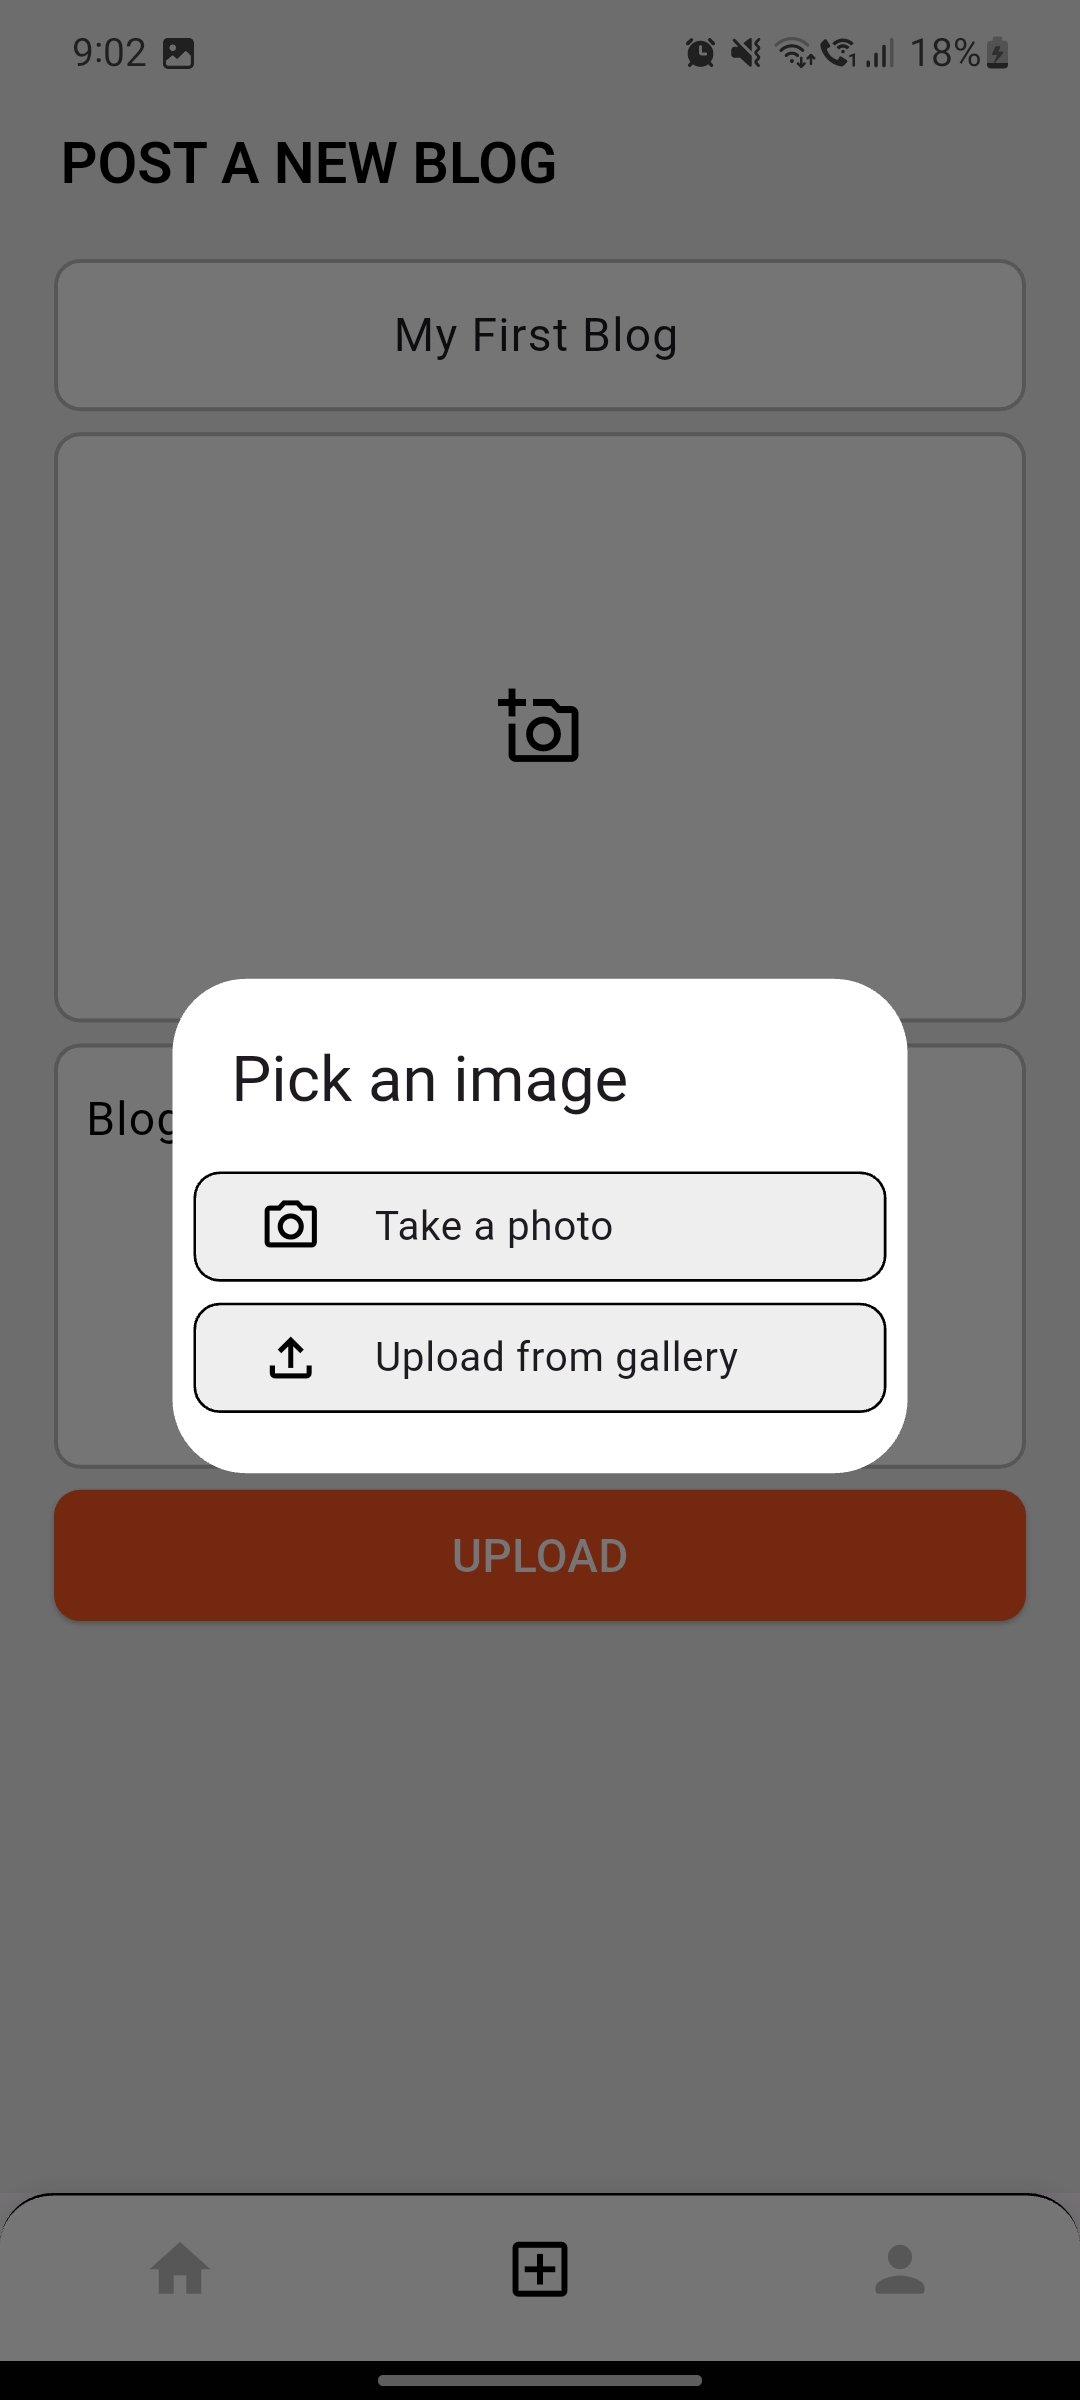 9:02
18%
POST A NEW BLOG
My First Blog
Pick an image
Blog
Take a photo
Upload from gallery
UPLOAD